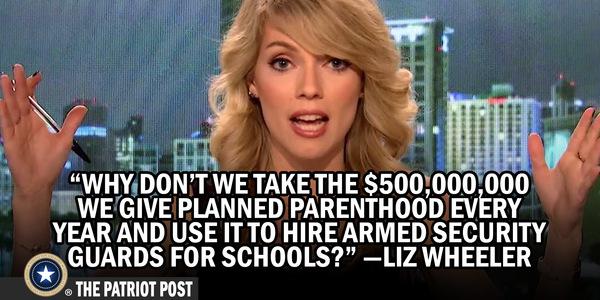 “WHY DON’T WE TAKE THE $500,000,000
WE GIVE PLANNED PARENTHOOD EVERY
YEAR AND USE IT TO HIRE ARMED SECURITY
GUARDS FOR SCHOOLS?” —LIZ WHEELER
® THE PATRIOT POST